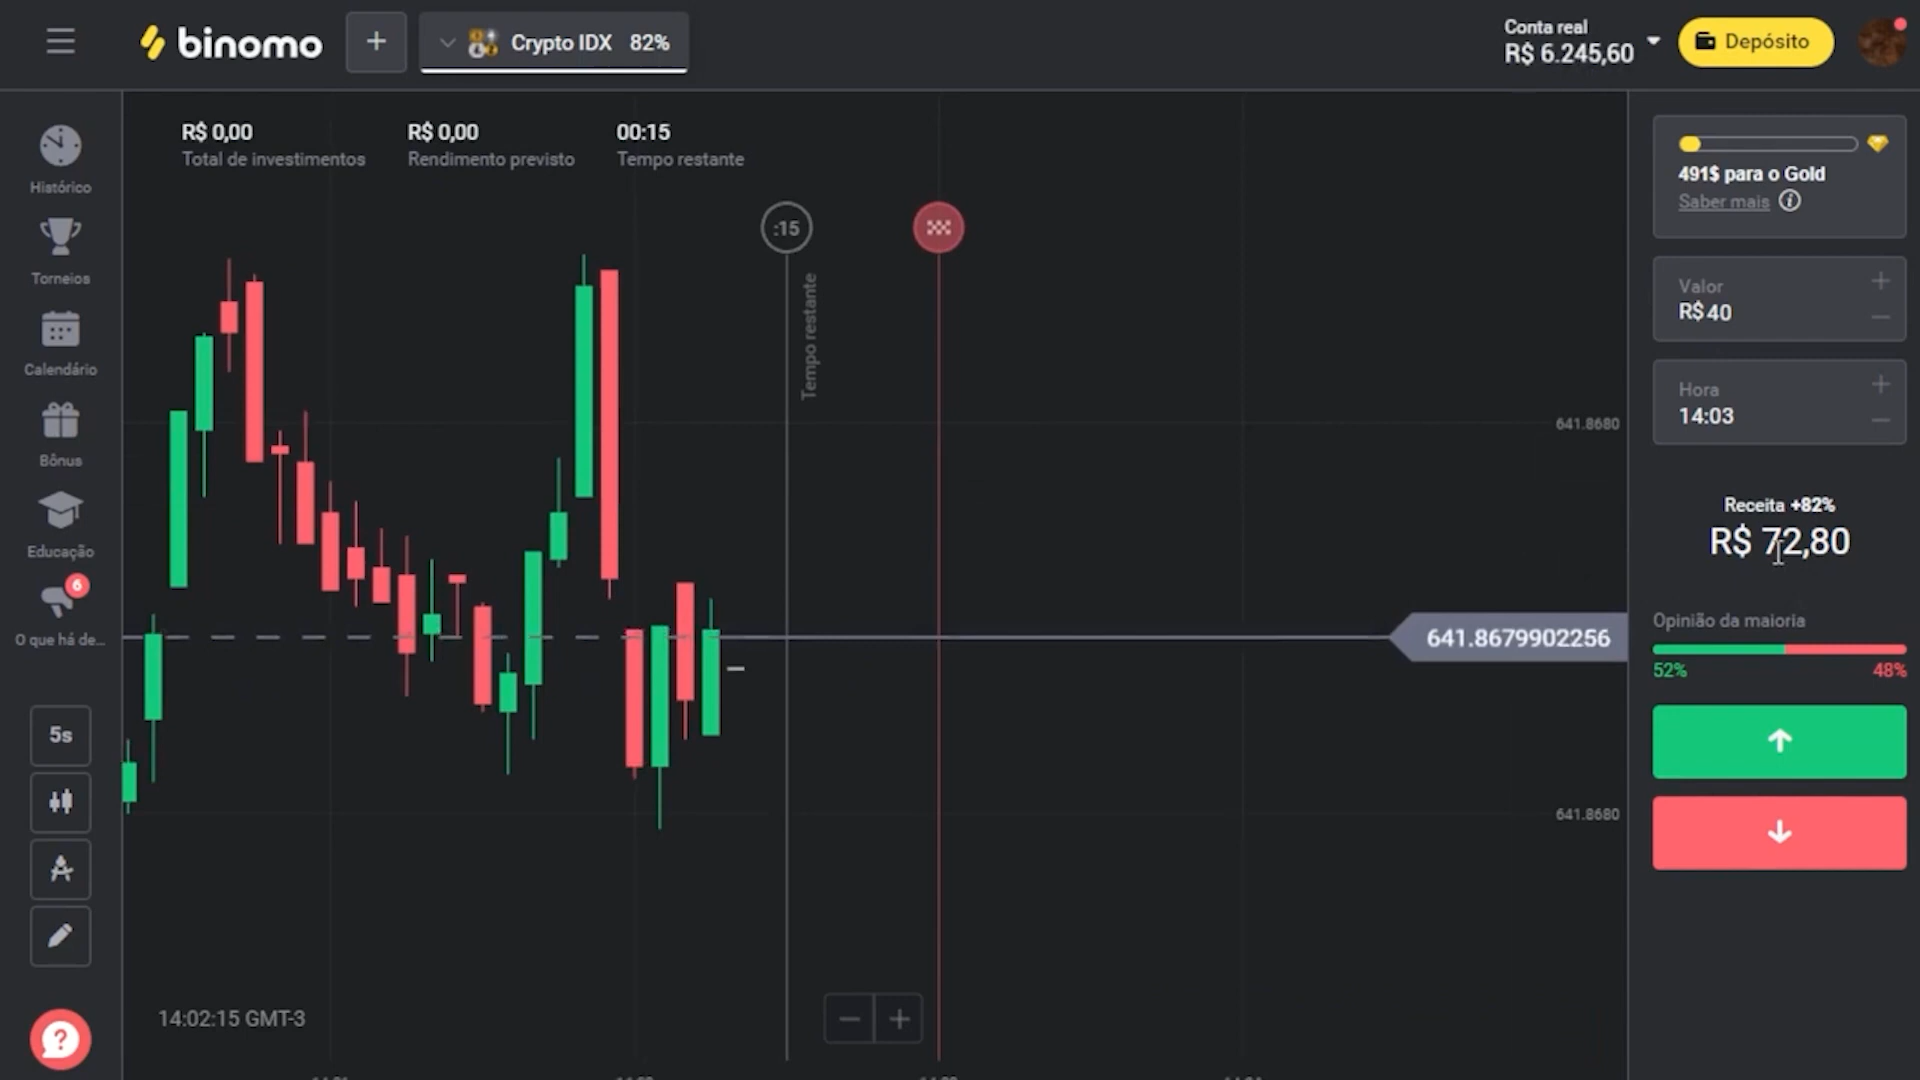 binomo
+
Crypto IDX 82%
Conta real
R$ 6.245,60
Depósito
R$ 0,00
Total de investimentos
R$ 0,00
Rendimento previsto
00:15
Tempo restante
Histórico
Torneios
Calendário
Bônus
Educação
6
O que há de...
5s
:15
Tempo restante
641.8680
641.8679902256
641.8680
14:02:15 GMT-3
491$ para o Gold
Saber mais
Valor
R$ 40
Hora
14:03
Receita +82%
R$ 72,80
Opinião da maioria
52%
48%